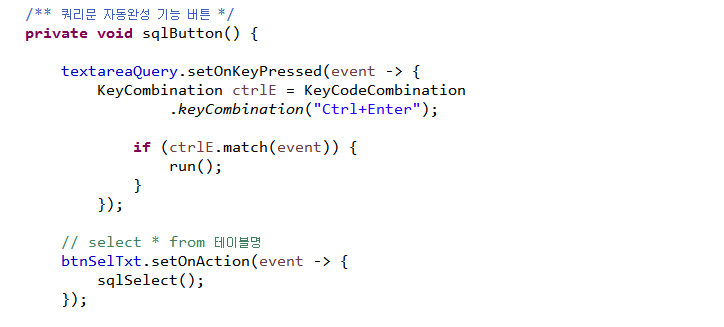 /** 쿼리문 자동완성 기능 버튼 */
private void sqlButton() {
textareaQuery.setOnKeyPressed(event -> {
KeyCombination ctrlE = KeyCodeCombination
.keyCombination("Ctrl+Enter");
if (ctrlE.match(event)) {
run();
}
});
// select * from 테이블명
btnSelTxt.setOnAction(event -> {
sqlSelect();
});